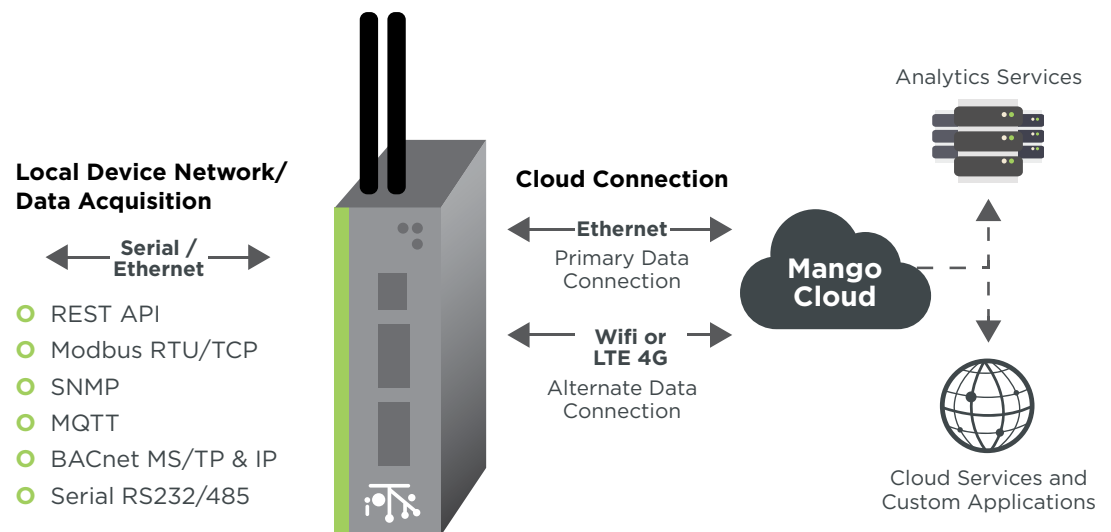 Local Device Network/
Data Acquisition
Serial /
Ethernet
REST API
Modbus RTU/TCP
SNMP
MQTT
BACnet MS/TP & IP
Serial RS232/485
Cloud Connection
Ethernet
Primary Data
Connection
Wifi or
LTE 4G
Alternate Data
Connection
Mango
Cloud
Analytics Services
Cloud Services and
Custom Applications